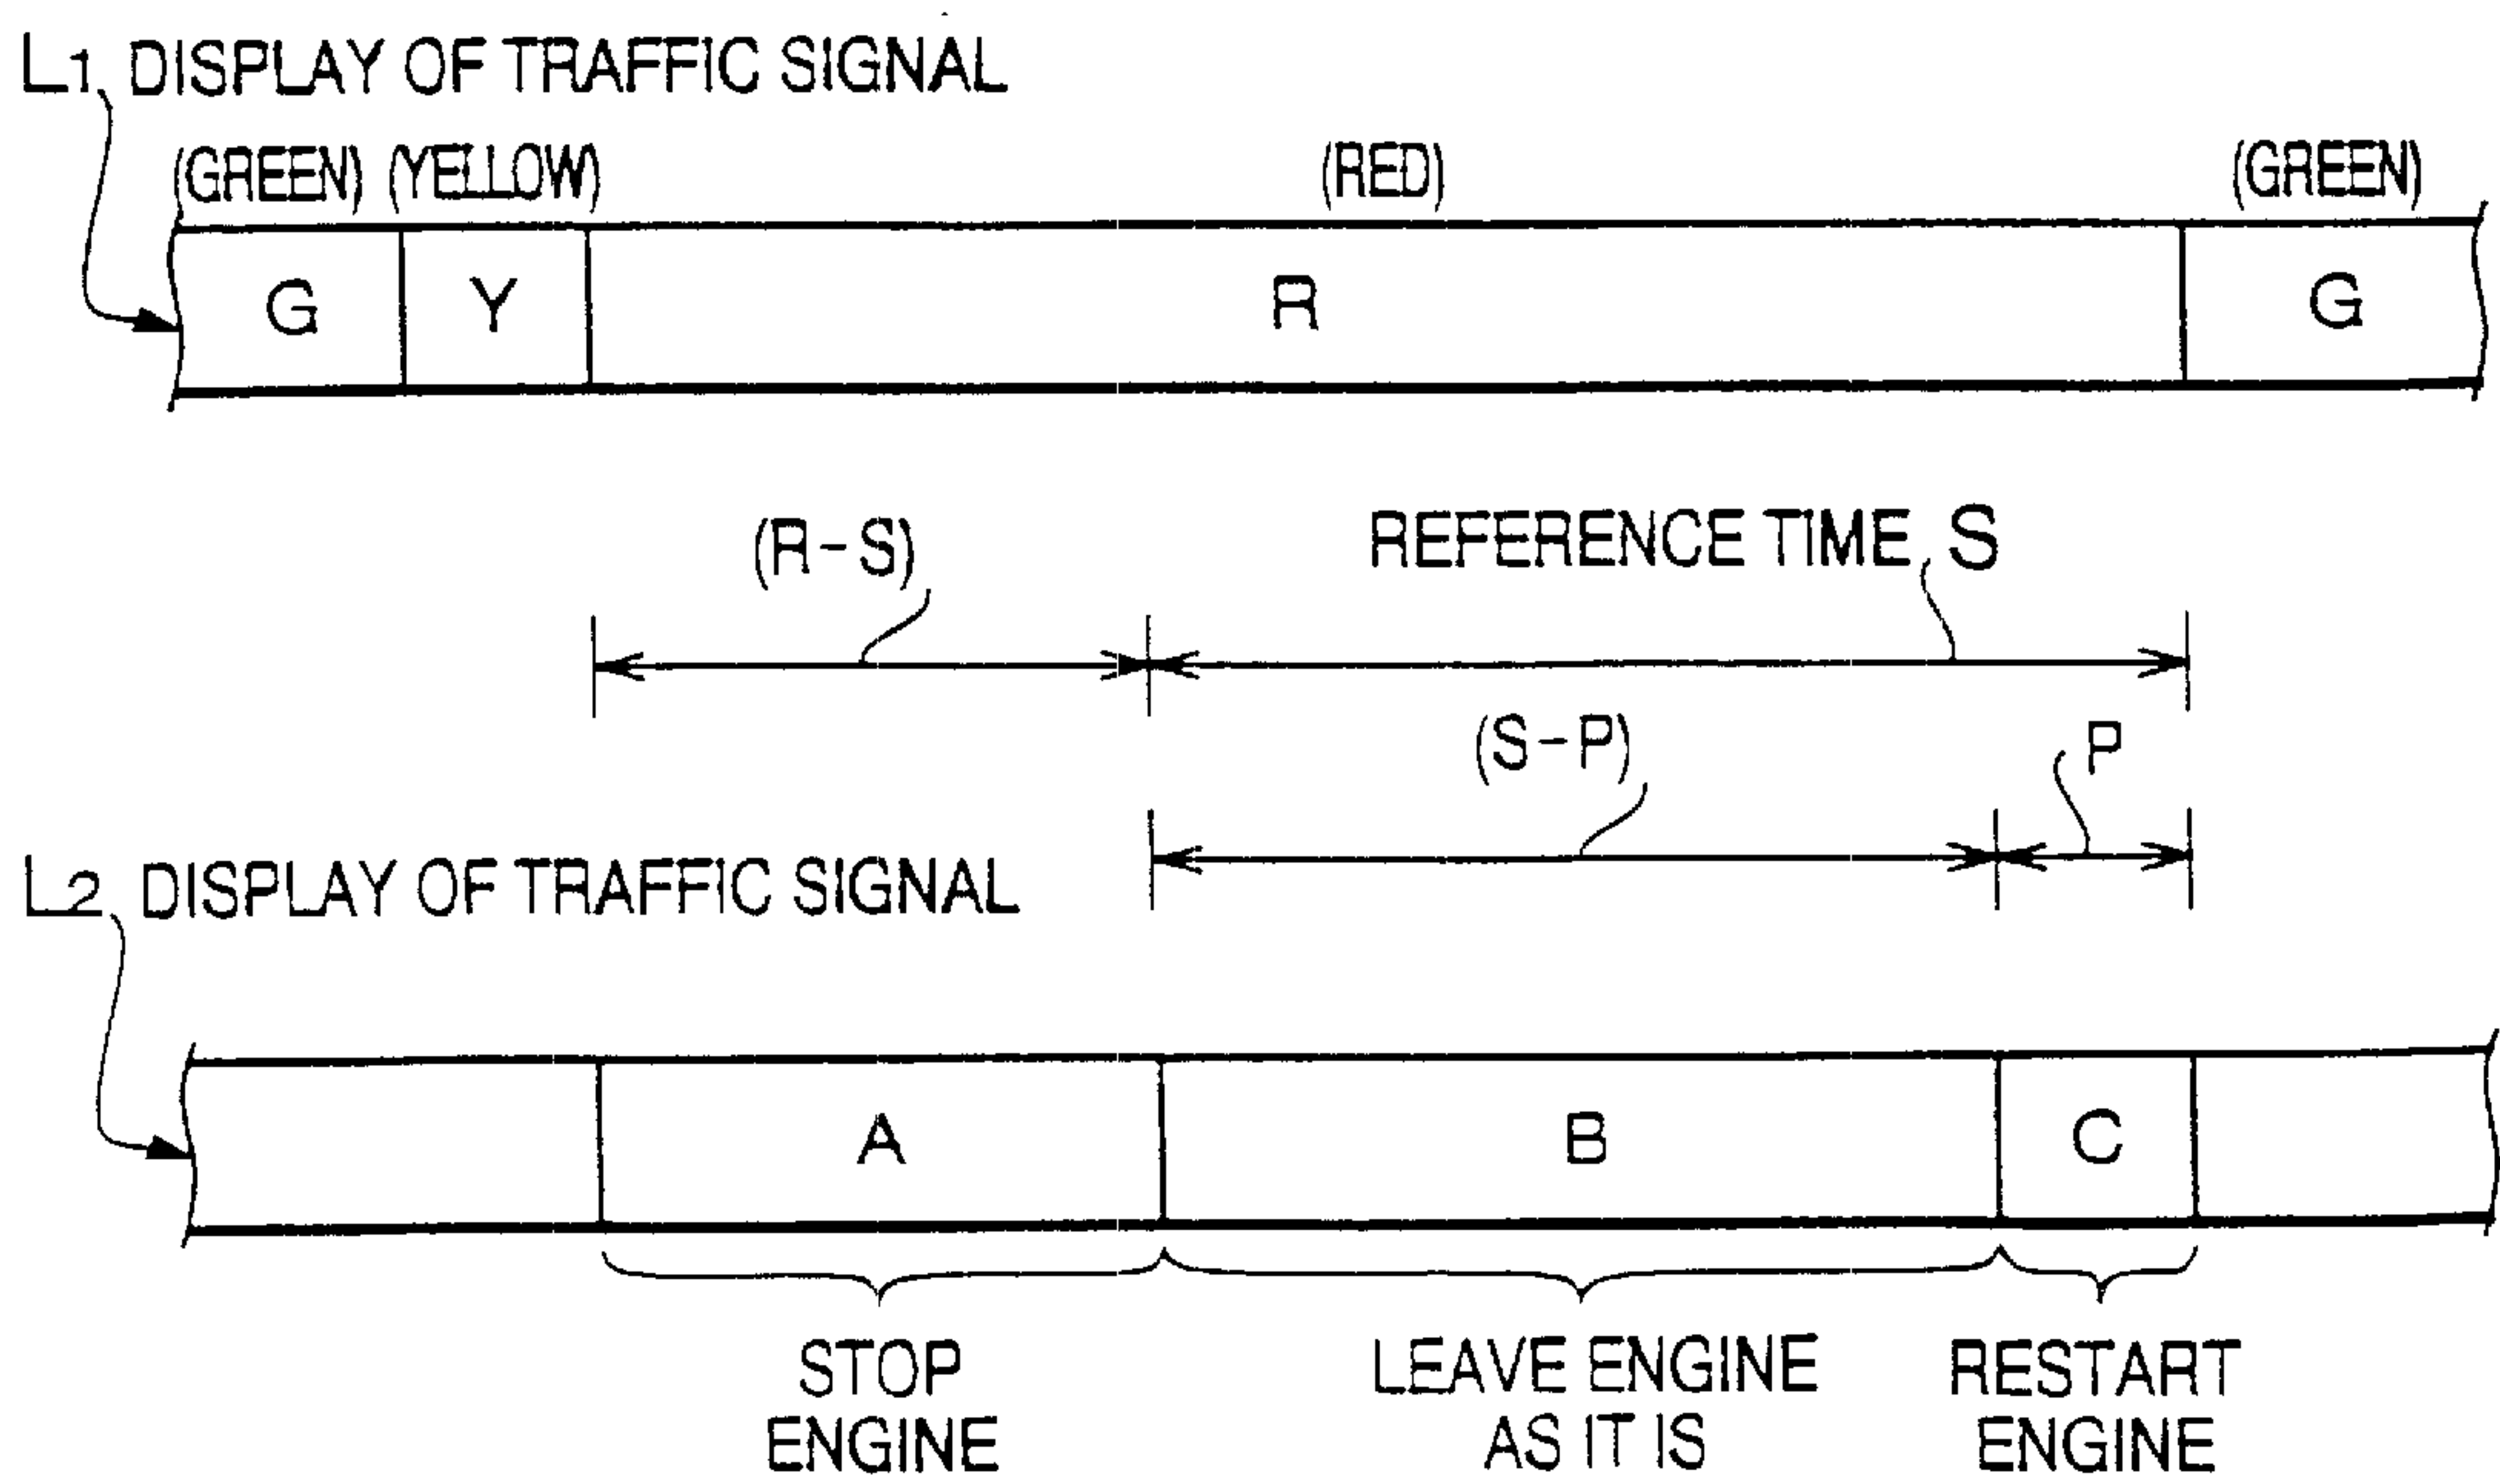 L1 DISPLAY OF TRAFFIC SIGNAL
(GREEN) (YELLOW) (RED) (GREEN)
G Y R G
(R-S) REFERENCE TIME S
(S-P) P
L2 DISPLAY OF TRAFFIC SIGNAL
A B C
STOP ENGINE
LEAVE ENGINE AS IT IS
RESTART ENGINE